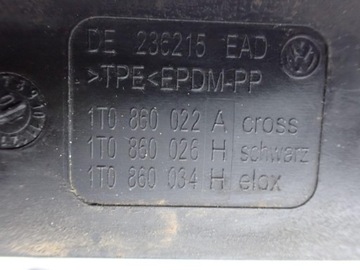 DE 236215 EAD
>TPE<EPDM-PP
1T0 860 022 A cross
1T0 860 026 H schwarz
1T0 860 034 H elox